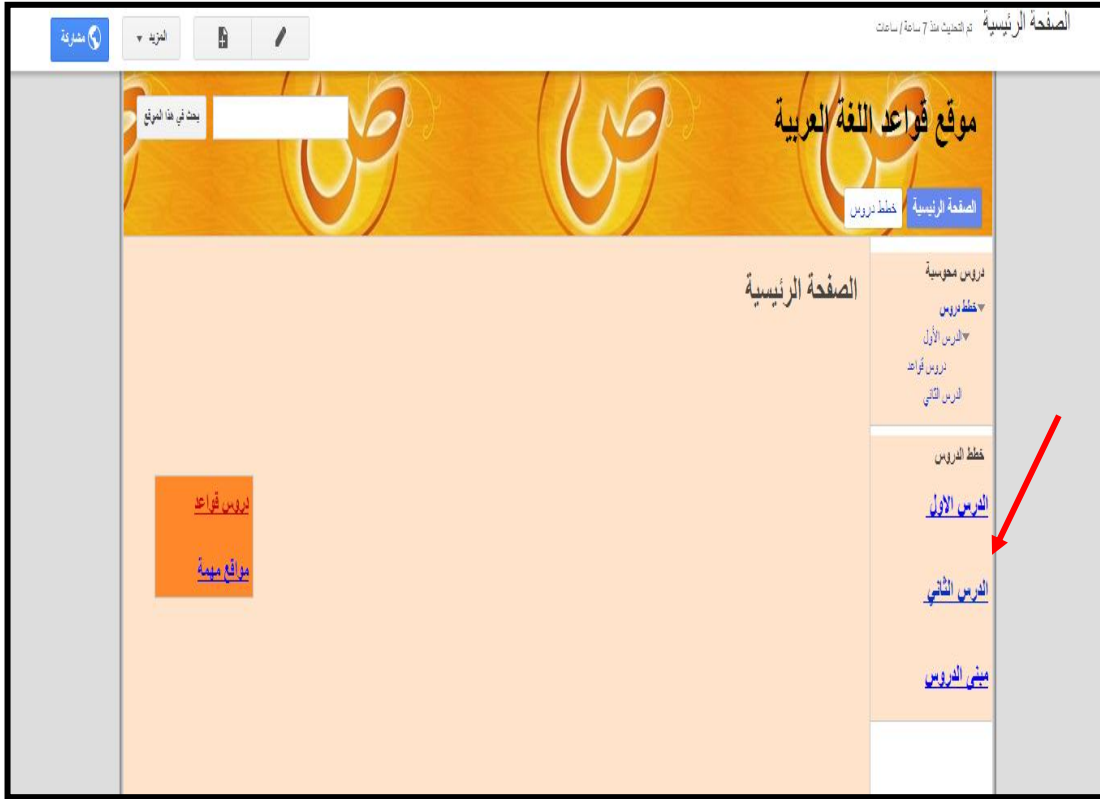 الصفحة الرئيسية تم التحديث منذ 7 ساعة / ساعات
المزيد
مشاركة
موقع قواعد اللغة العربية
بحث في هذا الموقع
الصفحة الرئيسية
خطط دروس
دروس محوسبة
خطط دروس
الدرس الأول
دروس قواعد
الدرس الثاني
خطط الدروس
الدرس الاول
الدرس الثاني
مبنى الدروس
الصفحة الرئيسية
دروس قواعد
مواقع مهمة
ص
ص
ص
ص